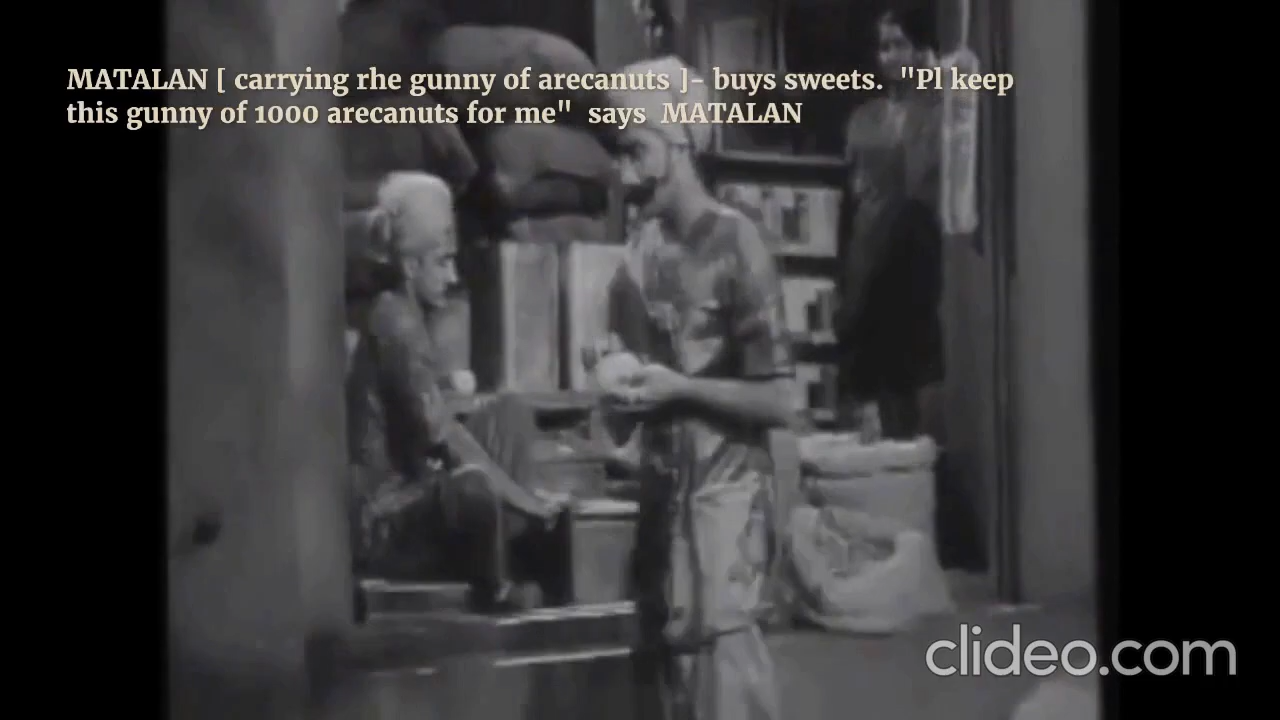 MATALAN [ carrying rhe gunny of arecanuts ]- buys sweets.  "Pl keep
this gunny of 1000 arecanuts for me"  says  MATALAN
clideo.com